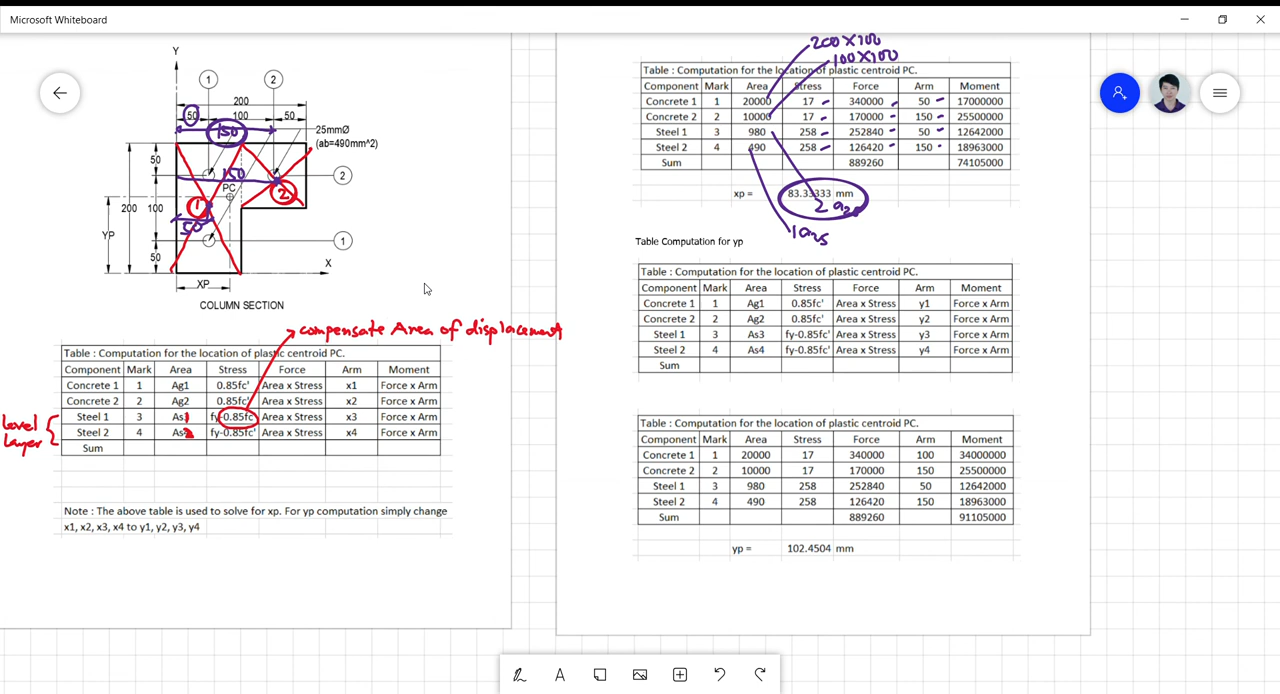 Microsoft Whiteboard
Y
1 2
200
50 100 50
150
25mmØ
(ab=490mm^2)
50
150
2
PC
2
1
200 100
YP
50
1
50
X
XP
COLUMN SECTION
compensate Area of displacement
Table : Computation for the location of plastic centroid PC.
Component Mark Area Stress Force Arm Moment
Concrete 1 1 Ag1 0.85fc' Area x Stress x1 Force x Arm
Concrete 2 2 Ag2 0.85fc' Area x Stress x2 Force x Arm
Level Layer
Steel 1 3 As1 fy-0.85fc' Area x Stress x3 Force x Arm
Steel 2 4 As2 fy-0.85fc' Area x Stress x4 Force x Arm
Sum
Note : The above table is used to solve for xp. For yp computation simply change
x1, x2, x3, x4 to y1, y2, y3, y4
200X100
100X100
Table : Computation for the location of plastic centroid PC.
Component Mark Area Stress Force Arm Moment
Concrete 1 1 20000 17 340000 50 17000000
Concrete 2 2 10000 17 170000 150 25500000
Steel 1 3 980 258 252840 50 12642000
Steel 2 4 490 258 126420 150 18963000
Sum 889260 74105000
xp = 83.33333 mm
Table Computation for yp
Table : Computation for the location of plastic centroid PC.
Component Mark Area Stress Force Arm Moment
Concrete 1 1 Ag1 0.85fc' Area x Stress y1 Force x Arm
Concrete 2 2 Ag2 0.85fc' Area x Stress y2 Force x Arm
Steel 1 3 As3 fy-0.85fc' Area x Stress y3 Force x Arm
Steel 2 4 As4 fy-0.85fc' Area x Stress y4 Force x Arm
Sum
Table : Computation for the location of plastic centroid PC.
Component Mark Area Stress Force Arm Moment
Concrete 1 1 20000 17 340000 100 34000000
Concrete 2 2 10000 17 170000 150 25500000
Steel 1 3 980 258 252840 50 12642000
Steel 2 4 490 258 126420 150 18963000
Sum 889260 91105000
yp = 102.4504 mm